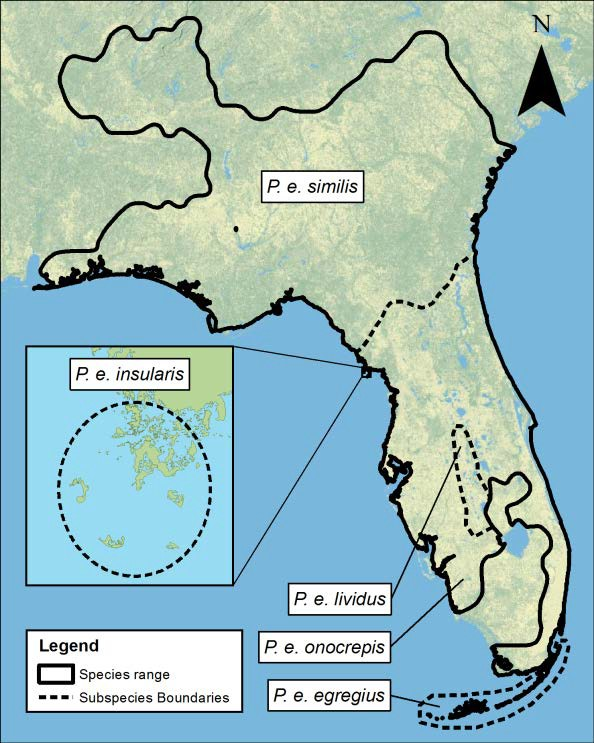 N
P. e. similis
P. e. insularis
P. e. lividus
P. e. onocrepis
P. e. egregius
Legend
Species range
Subspecies Boundaries